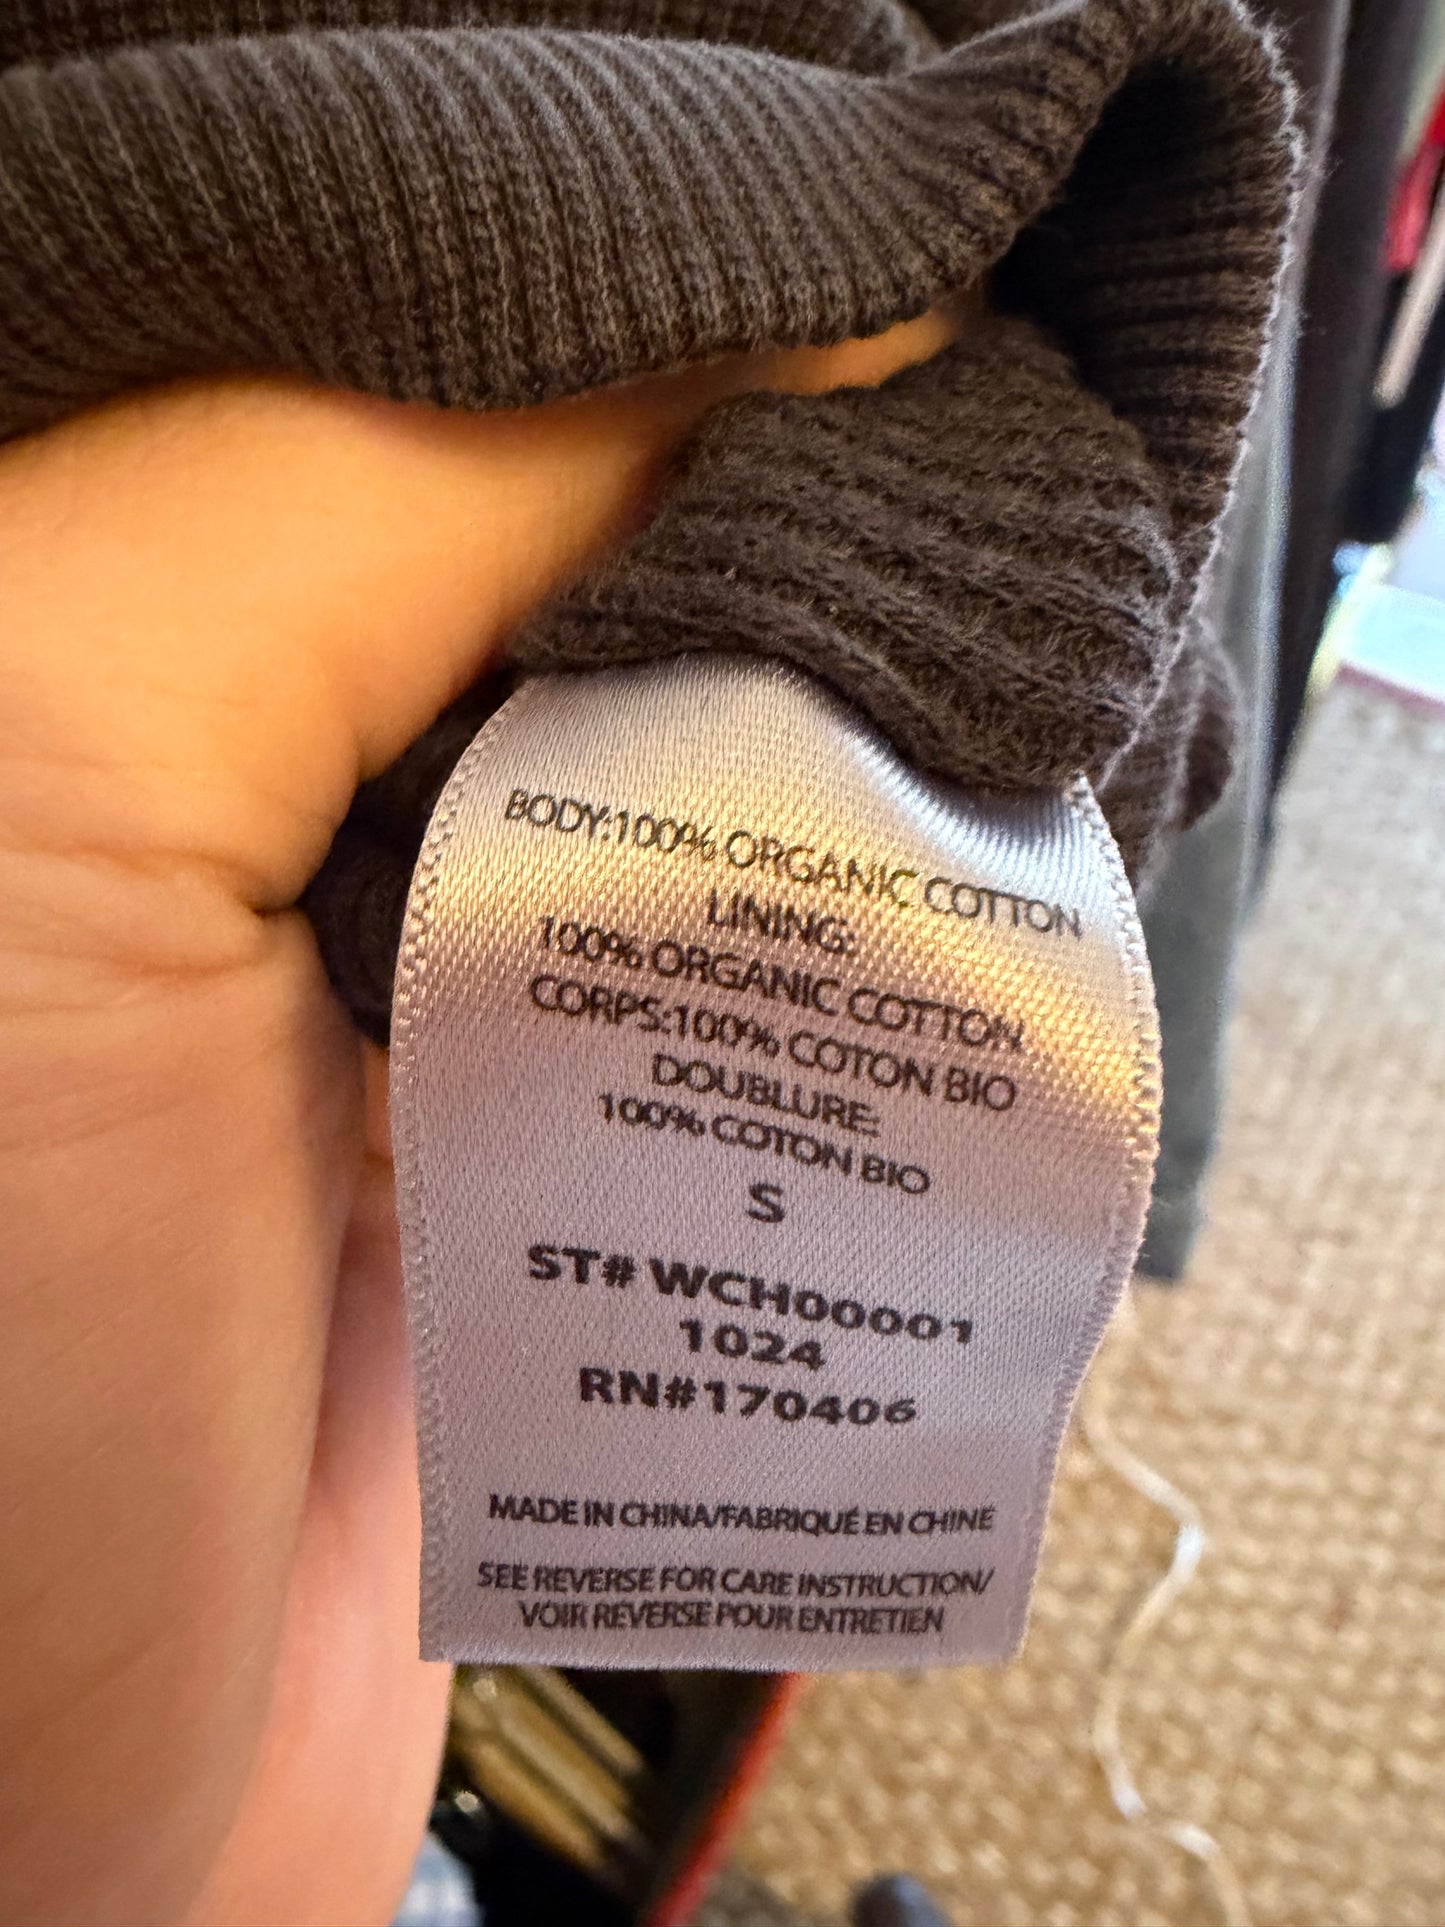 BODY:100% ORGANIC COTTON
LINING:
100% ORGANIC COTTON
CORPS:100% COTON BIO
DOUBLURE:
100% COTON BIO
S
ST# WCH00001
1024
RN#170406
MADE IN CHINA/FABRIQUÉ EN CHINE
SEE REVERSE FOR CARE INSTRUCTION/
VOIR REVERSE POUR ENTRETIEN